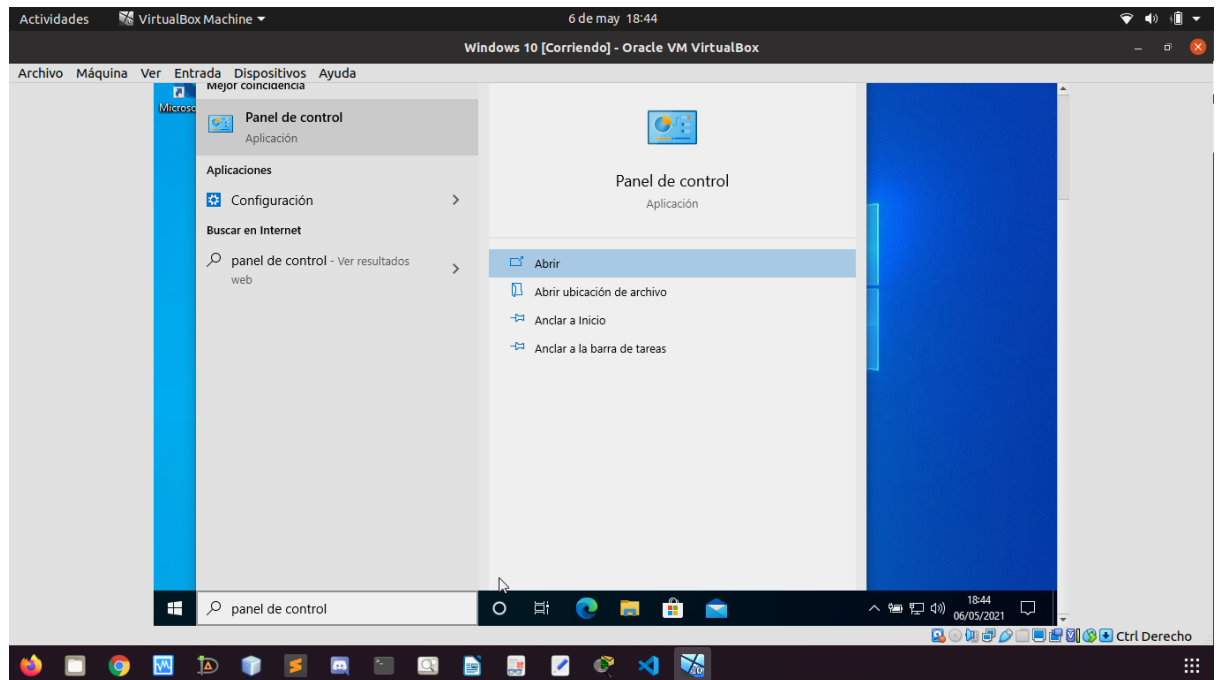 Actividades VirtualBox Machine 6 de may 18:44
Windows 10 [Corriendo] - Oracle VM VirtualBox
Archivo Máquina Ver Entrada Dispositivos Ayuda
Mejor coincidencia
Panel de control
Aplicación
Aplicaciones
Configuración
Buscar en Internet
panel de control - Ver resultados
web
Panel de control
Aplicación
Abrir
Abrir ubicación de archivo
Anclar a Inicio
Anclar a la barra de tareas
panel de control
18:44
06/05/2021
Ctrl Derecho